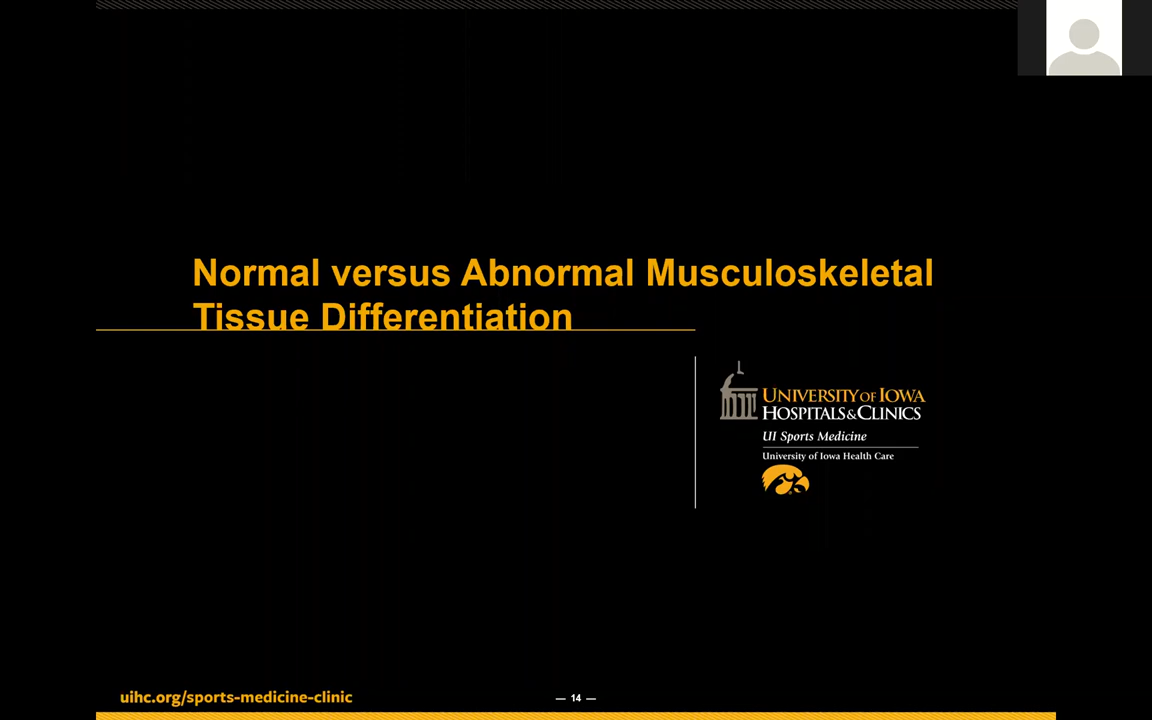 Normal versus Abnormal Musculoskeletal
Tissue Differentiation
UNIVERSITY OF IOWA
HOSPITALS & CLINICS
UI Sports Medicine
University of Iowa Health Care
uihc.org/sports-medicine-clinic
— 14 —